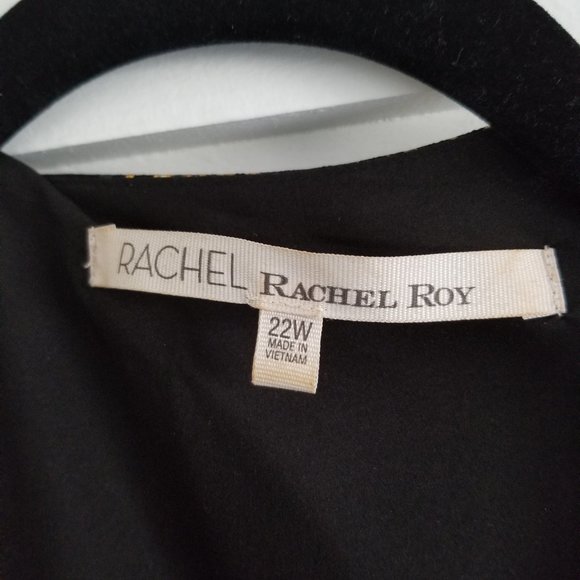 RACHEL RACHEL ROY
22W
MADE IN
VIETNAM